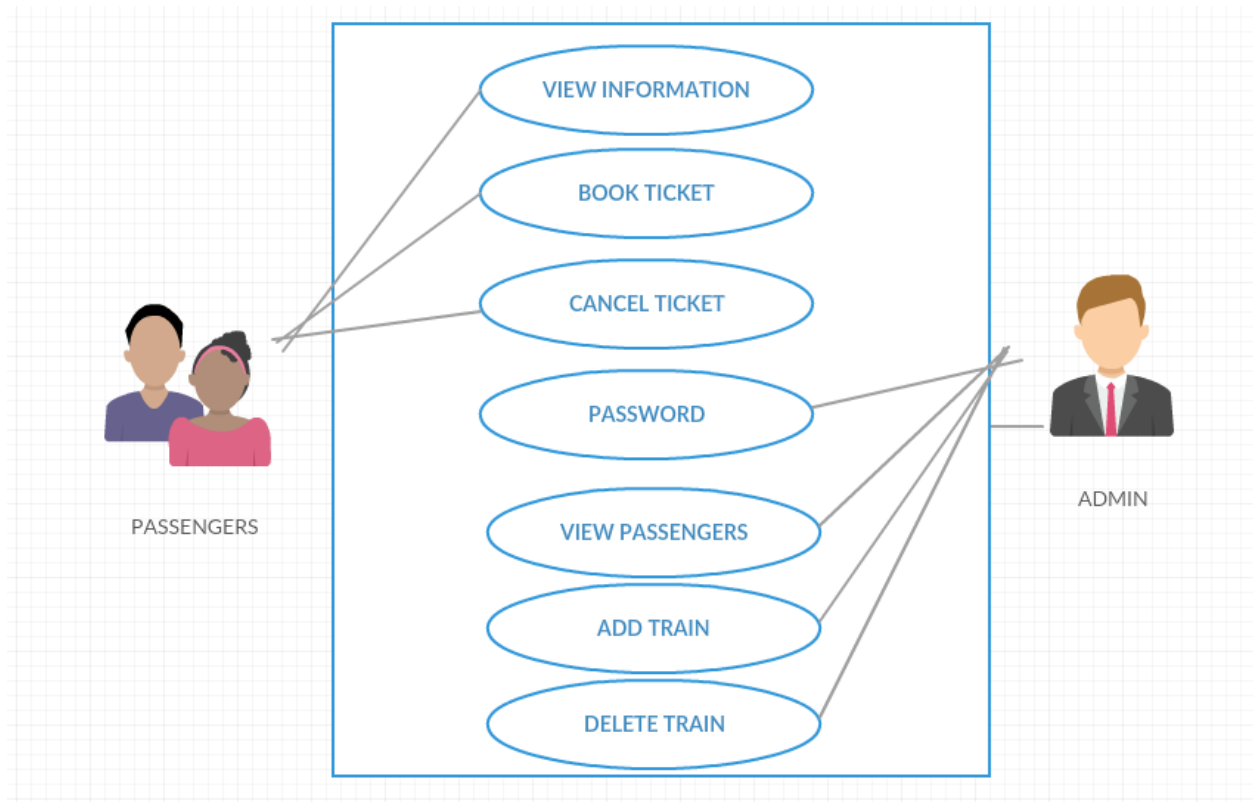 VIEW INFORMATION
BOOK TICKET
CANCEL TICKET
PASSWORD
VIEW PASSENGERS
ADD TRAIN
DELETE TRAIN
PASSENGERS
ADMIN